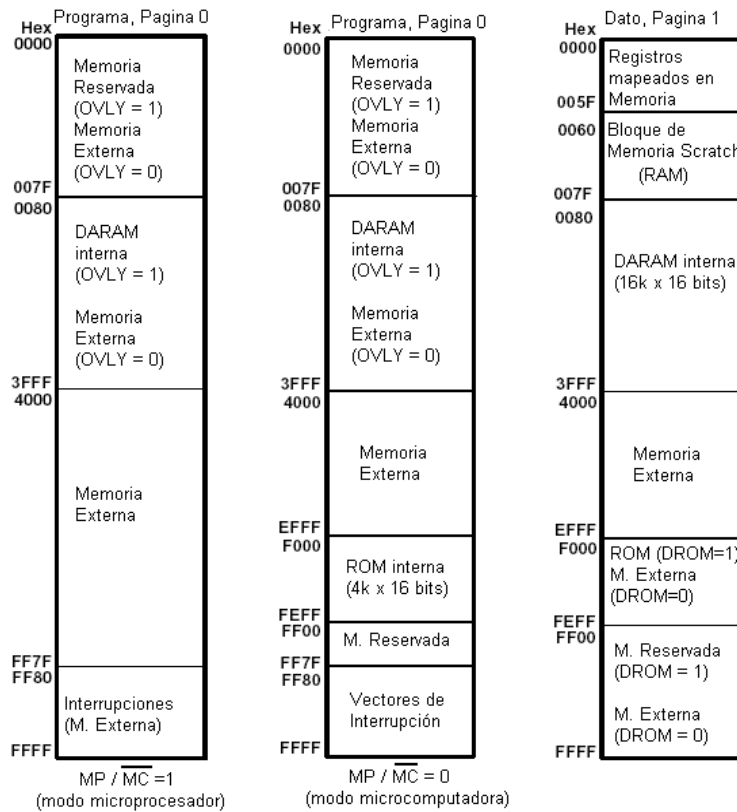 Programa, Pagina 0
Hex
0000
Memoria
Reservada
(OVLY = 1)
Memoria
Externa
(OVLY = 0)
007F
0080
DARAM
interna
(OVLY = 1)
Memoria
Externa
(OVLY = 0)
3FFF
4000
Memoria
Externa
FF7F
FF80
Interrupciones
(M. Externa)
FFFF
MP / MC =1
(modo microprocesador)
Programa, Pagina 0
Hex
0000
Memoria
Reservada
(OVLY = 1)
Memoria
Externa
(OVLY = 0)
007F
0080
DARAM
interna
(OVLY = 1)
Memoria
Externa
(OVLY = 0)
3FFF
4000
Memoria
Externa
EFFF
F000
ROM interna
(4k x 16 bits)
FEFF
FF00
M. Reservada
FF7F
FF80
Vectores de
Interrupción
FFFF
MP / MC = 0
(modo microcomputadora)
Dato, Pagina 1
Hex
0000
Registros
mapeados en
Memoria
005F
0060
Bloque de
Memoria Scratch
(RAM)
007F
0080
DARAM interna
(16k x 16 bits)
3FFF
4000
Memoria
Externa
EFFF
F000
ROM (DROM=1)
M. Externa
(DROM=0)
FEFF
FF00
M. Reservada
(DROM = 1)
M. Externa
(DROM = 0)
FFFF